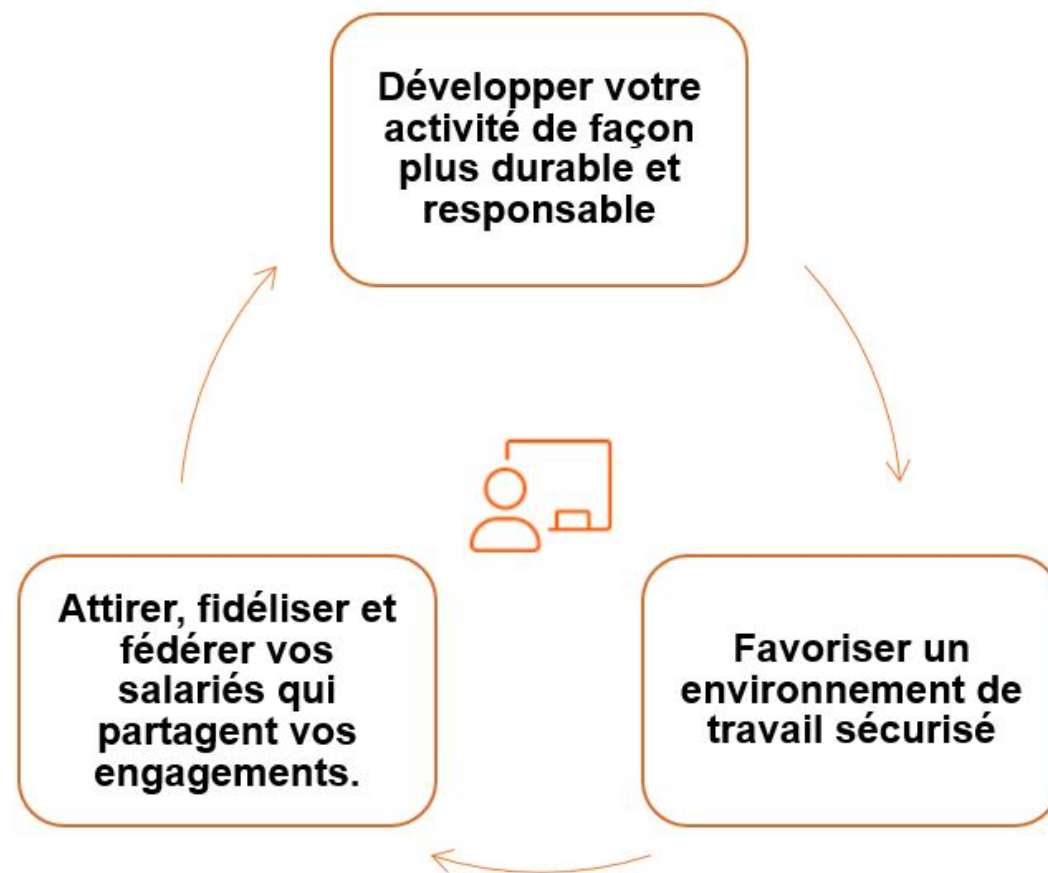 Développer votre
activité de façon
plus durable et
responsable
Attirer, fidéliser et
fédérer vos
salariés qui
partagent vos
engagements.
Favoriser un
environnement de
travail sécurisé